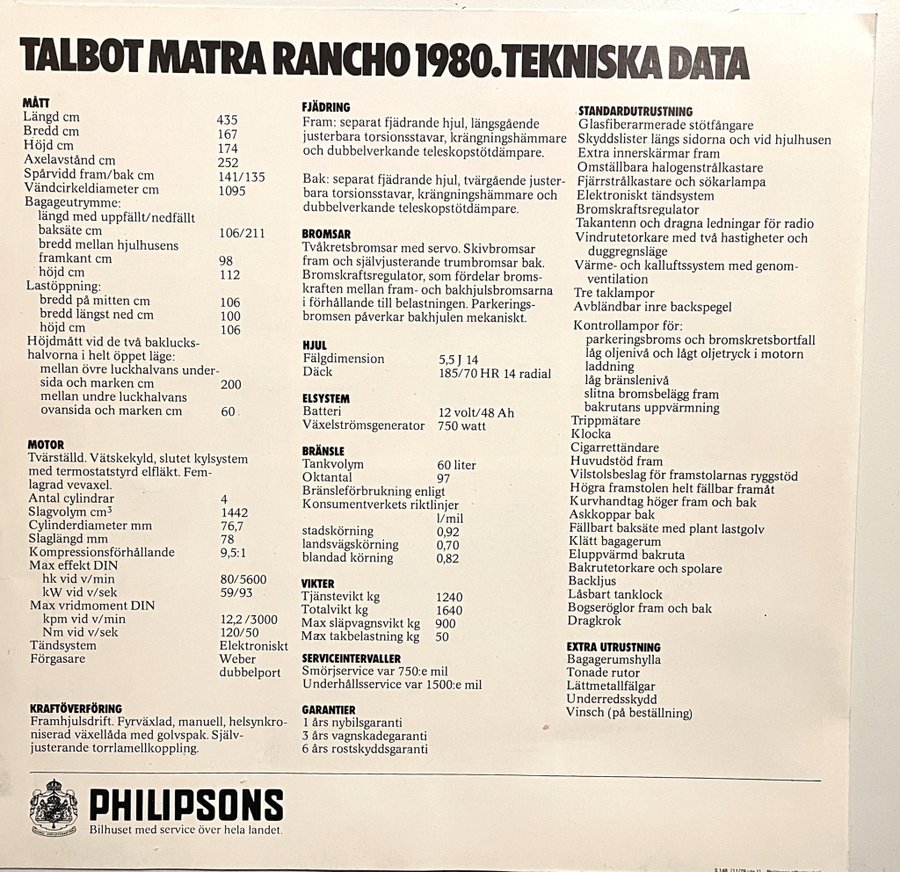 TALBOT MATRA RANCHO 1980. TEKNISKA DATA
MÅTT
Längd cm 435
Bredd cm 167
Höjd cm 174
Axelavstånd cm 252
Spårvidd fram/bak cm 141/135
Vändcirkeldiameter cm 1095
Bagageutrymme:
längd med uppfällt/nedfällt
baksäte cm 106/211
bredd mellan hjulhusens
framkant cm 98
höjd cm 112
Lastöppning:
bredd på mitten cm 106
bredd längst ned cm 100
höjd cm 106
Höjdmått vid de två baklucks-
halvorna i helt öppet läge:
mellan övre luckhalvans under-
sida och marken cm 200
mellan undre luckhalvans
ovansida och marken cm 60
MOTOR
Tvärställd. Vätskekyld, slutet kylsystem
med termostatstyrd elfläkt. Fem-
lagrad vevaxel.
Antal cylindrar 4
Slagvolym cm³ 1442
Cylinderdiameter mm 76,7
Slaglängd mm 78
Kompressionsförhållande 9,5:1
Max effekt DIN
hk vid v/min 80/5600
kW vid v/sek 59/93
Max vridmoment DIN
kpm vid v/min 12,2/3000
Nm vid v/sek 120/50
Tändsystem Elektroniskt
Förgasare Weber
dubbelport
KRAFTÖVERFÖRING
Framhjulsdrift. Fyrväxlad, manuell, helsynkro-
niserad växellåda med golvspak. Själv-
justerande torrlamellkoppling.
FJÄDRING
Fram: separat fjädrande hjul, längsgående
justerbara torsionsstavar, krängningshämmare
och dubbelverkande teleskopstötdämpare.
Bak: separat fjädrande hjul, tvärgående juster-
bara torsionsstavar, krängningshämmare och
dubbelverkande teleskopstötdämpare.
BROMSAR
Tvåkretsbromsar med servo. Skivbromsar
fram och självjusterande trumbromsar bak.
Bromskraftsregulator, som fördelar broms-
kraften mellan fram- och bakhjulsbromsarna
i förhållande till belastningen. Parkerings-
bromsen påverkar bakhjulen mekaniskt.
HJUL
Fälgdimension 5,5 J 14
Däck 185/70 HR 14 radial
ELSYSTEM
Batteri 12 volt/48 Ah
Växelströmsgenerator 750 watt
BRÄNSLE
Tankvolym 60 liter
Oktantal 97
Bränsleförbrukning enligt
Konsumentverkets riktlinjer
l/mil
stadskörning 0,92
landsvägskörning 0,70
blandad körning 0,82
VIKTER
Tjänstevikt kg 1240
Totalvikt kg 1640
Max släpvagnsvikt kg 900
Max takbelastning kg 50
SERVICEINTERVALLER
Smörjservice var 750:e mil
Underhållsservice var 1500:e mil
GARANTIER
1 års nybilsgaranti
3 års vagnskadegaranti
6 års rostskyddsgaranti
STANDARDUTRUSTNING
Glasfiberarmerade stötfångare
Skyddslister längs sidorna och vid hjulhusen
Extra innerskärmar fram
Omställbara halogenstrålkastare
Fjärrstrålkastare och sökarlampa
Elektroniskt tändsystem
Bromskraftsregulator
Takantenn och dragna ledningar för radio
Vindrutetorkare med två hastigheter och
duggregnsläge
Värme- och kalluftssystem med genom-
ventilation
Tre taklampor
Avbländbar inre backspegel
Kontrollampor för:
parkeringsbroms och bromskretsbortfall
låg oljenivå och lågt oljetryck i motorn
laddning
låg bränslenivå
slitna bromsbelägg fram
bakrutans uppvärmning
Trippmätare
Klocka
Cigarrettändare
Huvudstöd fram
Vilstolsbeslag för framstolarnas ryggstöd
Högra framstolen helt fällbar framåt
Kurvhandtag höger fram och bak
Askkoppar bak
Fällbart baksäte med plant lastgolv
Klätt bagagerum
Eluppvärmd bakruta
Bakrutetorkare och spolare
Backljus
Låsbart tanklock
Bogseröglor fram och bak
Dragkrok
EXTRA UTRUSTNING
Bagagerumshylla
Tonade rutor
Lättmetallfälgar
Underredsskydd
Vinsch (på beställning)
PHILIPSONS
Bilhuset med service över hela landet.